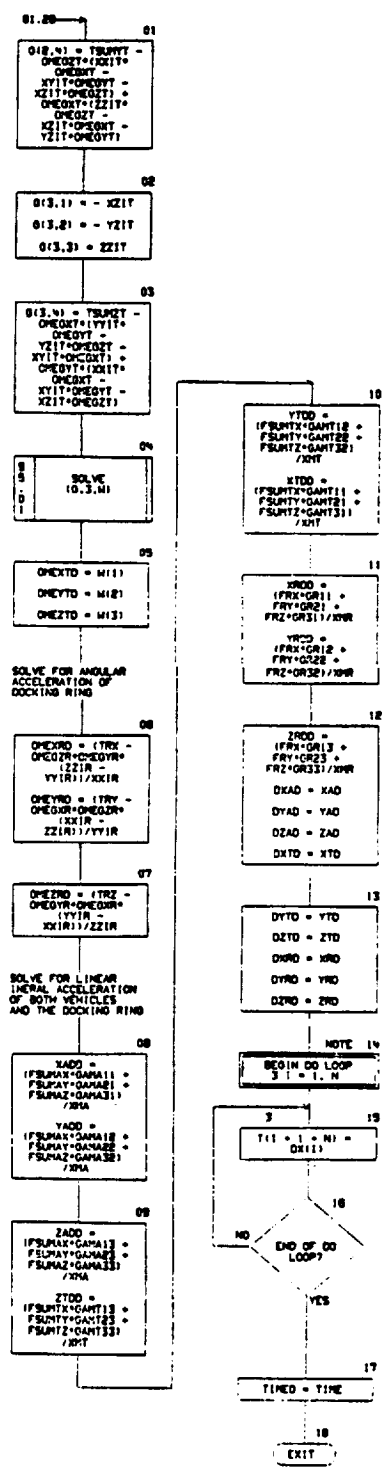 01.20
01
G(2,4) = TSUMYT -
OMEGZT*(XXIT*
OMEGXT -
XYIT*OMEGYT -
XZIT*OMEGZT) +
OMEGXT*(ZZIT*
OMEGZT -
XZIT*OMEGXT -
YZIT*OMEGYT)
02
G(3,1) = - XZIT
G(3,2) = - YZIT
G(3,3) = ZZIT
03
G(3,4) = TSUMZT -
OMEGXT*(YYIT*
OMEGYT -
YZIT*OMEGZT -
XYIT*OMEGXT) +
OMEGYT*(XXIT*
OMEGXT -
XYIT*OMEGYT -
XZIT*OMEGZT)
04
SOLVE
(G,3,W)
05
OMEXTD = W(1)
OMEYTD = W(2)
OMEZTD = W(3)
SOLVE FOR ANGULAR
ACCELERATION OF
DOCKING RING
06
OMEXRD = (TRX -
OMEGZR*OMEGYR*
(ZZIR -
YYIR))/XXIR
OMEYRD = (TRY -
OMEGXR*OMEGZR*
(XXIR -
ZZIR))/YYIR
07
OMEZRD = (TRZ -
OMEGYR*OMEGXR*
(YYIR -
XXIR))/ZZIR
SOLVE FOR LINEAR
INERAL ACCELERATION
OF BOTH VEHICLES
AND THE DOCKING RING
08
XADD =
(FSUMAX*GAMA11 +
FSUMAY*GAMA21 +
FSUMAZ*GAMA31)
/XMA
YADD =
(FSUMAX*GAMA12 +
FSUMAY*GAMA22 +
FSUMAZ*GAMA32)
/XMA
09
ZADD =
(FSUMAX*GAMA13 +
FSUMAY*GAMA23 +
FSUMAZ*GAMA33)
/XMA
ZTDD =
(FSUMTX*GAMT13 +
FSUMTY*GAMT23 +
FSUMTZ*GAMT33)
/XMT
10
YTDD =
(FSUMTX*GAMT12 +
FSUMTY*GAMT22 +
FSUMTZ*GAMT32)
/XMT
XTDD =
(FSUMTX*GAMT11 +
FSUMTY*GAMT21 +
FSUMTZ*GAMT31)
/XMT
11
XRDD =
(FRX*GR11 +
FRY*GR21 +
FRZ*GR31)/XMR
YRDD =
(FRX*GR12 +
FRY*GR22 +
FRZ*GR32)/XMR
12
ZRDD =
(FRX*GR13 +
FRY*GR23 +
FRZ*GR33)/XMR
DXAD = XAD
DYAD = YAD
DZAD = ZAD
DXTD = XTD
13
DYTD = YTD
DZTD = ZTD
DXRD = XRD
DYRD = YRD
DZRD = ZRD
NOTE 14
BEGIN DO LOOP
3 I = 1, N
3 15
T(I + 1 + N) =
DX(I)
16
END OF DO
LOOP?
NO
YES
17
TIMED = TIME
18
EXIT